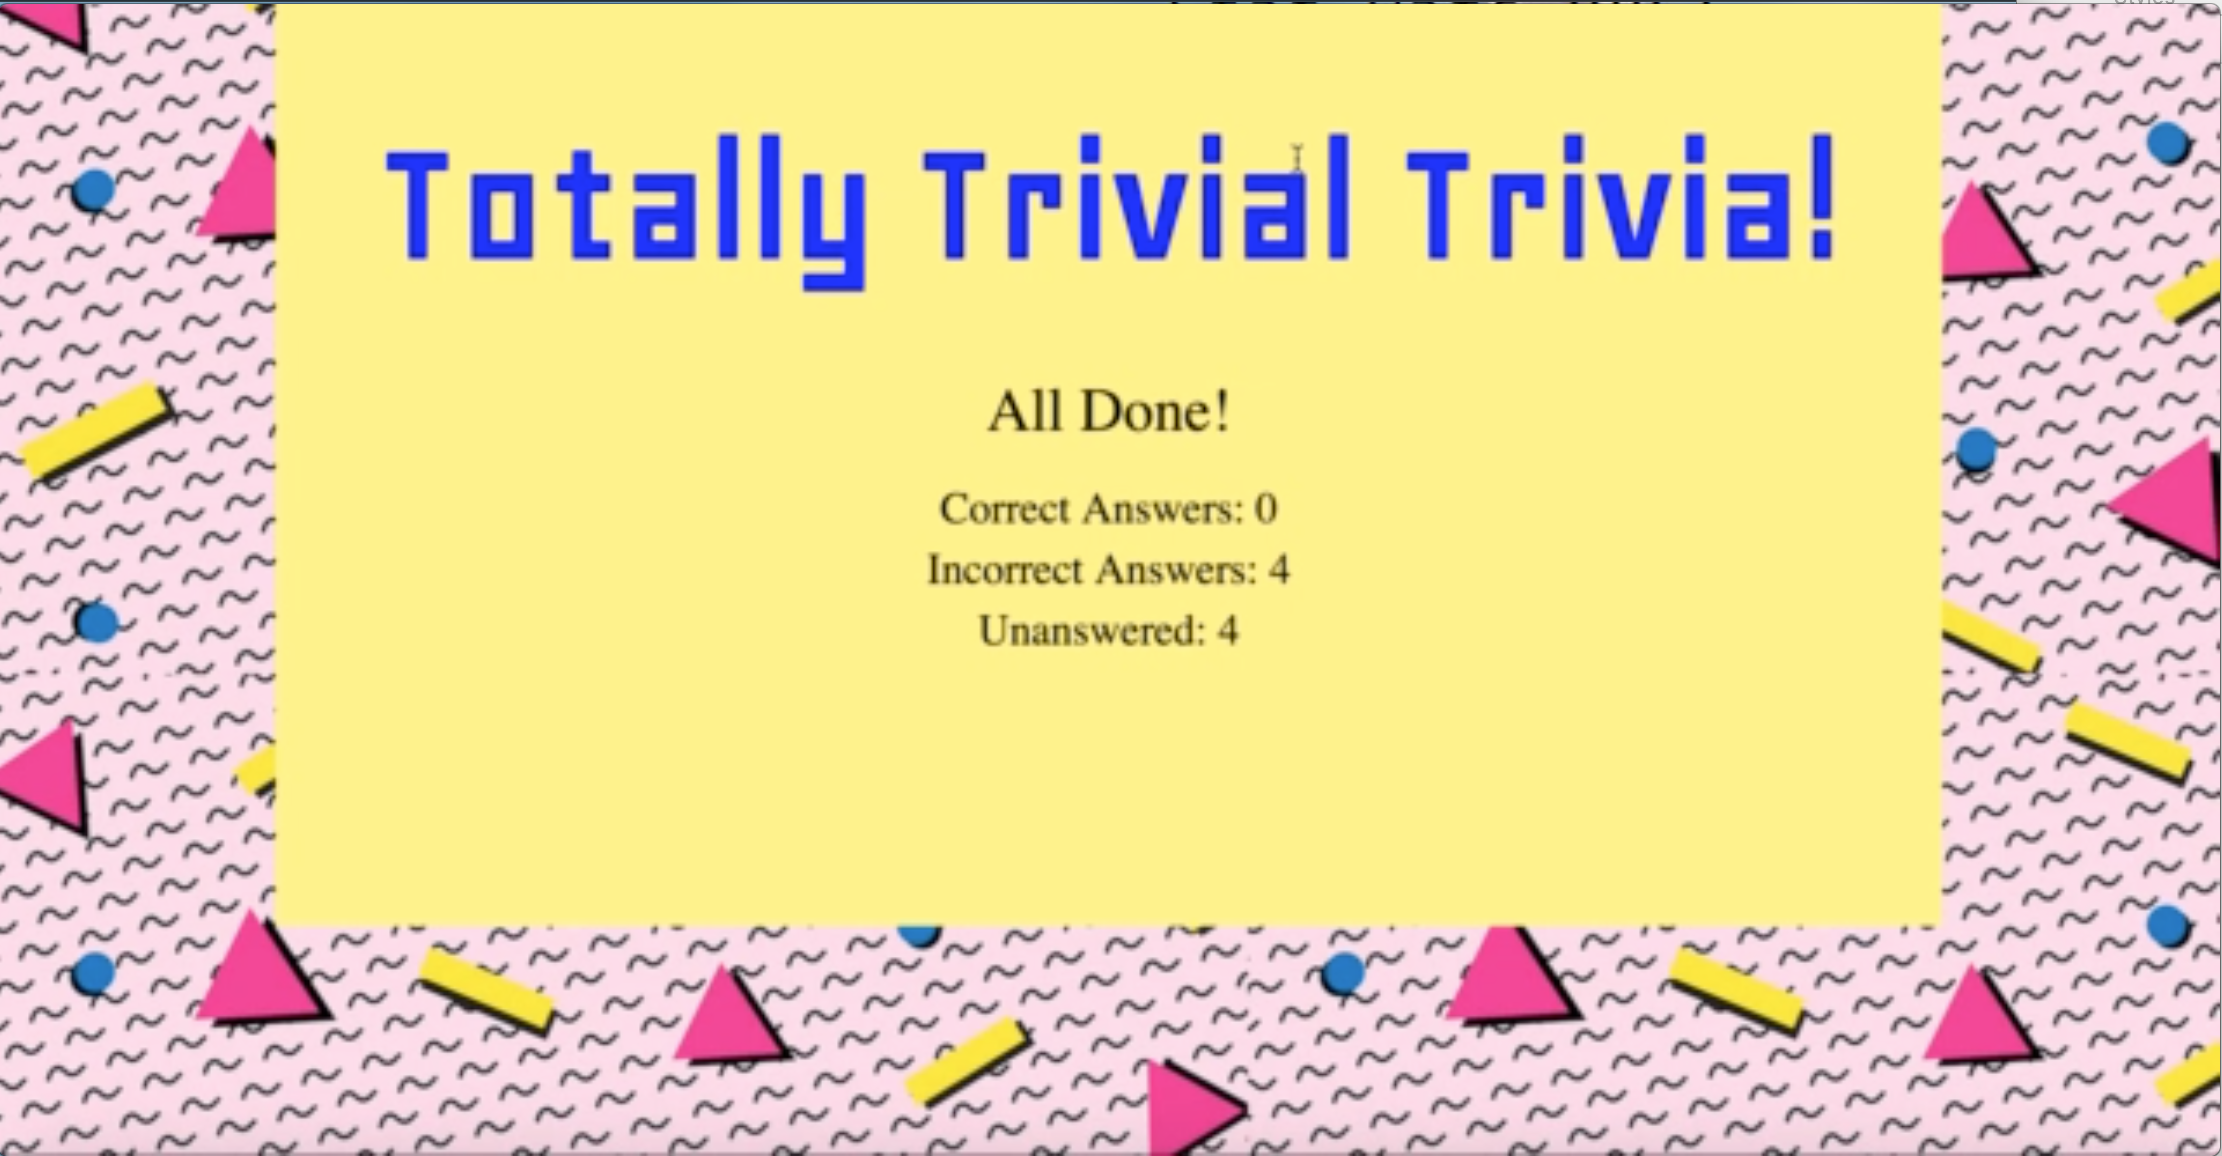 Totally Trivial Trivia!
All Done!
Correct Answers: 0
Incorrect Answers: 4
Unanswered: 4